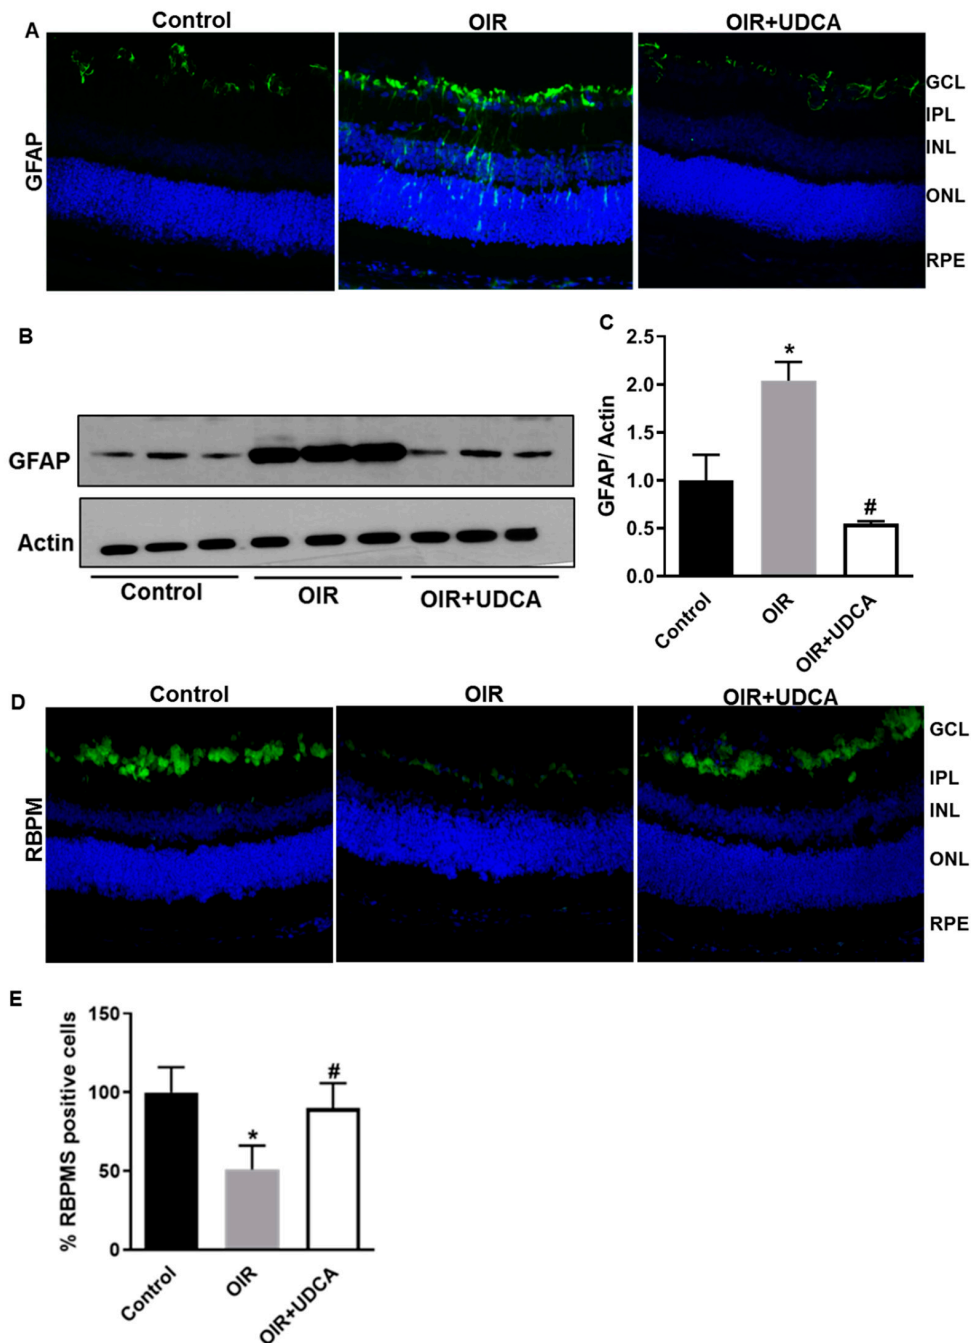 A
Control OIR OIR+UDCA
GFAP
GCL
IPL
INL
ONL
RPE
B
GFAP
Actin
Control OIR OIR+UDCA
C
GFAP/ Actin
2.5
2.0
1.5
1.0
0.5
0.0
*
#
Control OIR OIR+UDCA
D
Control OIR OIR+UDCA
RBPM
GCL
IPL
INL
ONL
RPE
E
% RBPMS positive cells
150
100
50
0
*
#
Control OIR OIR+UDCA